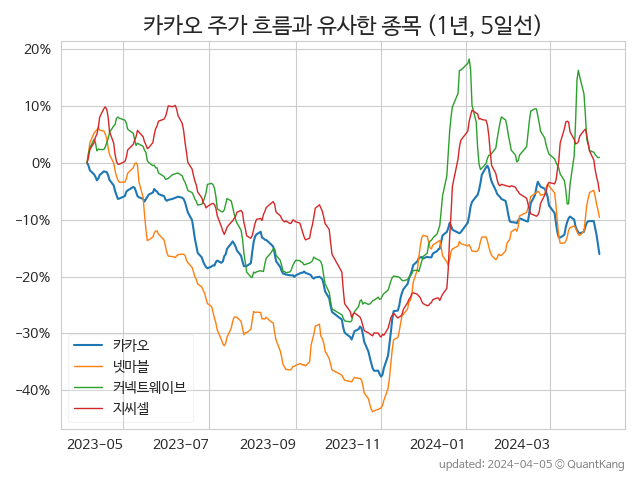 카카오 주가 흐름과 유사한 종목 (1년, 5일선)
20%
10%
0%
−10%
−20%
−30%
−40%
카카오
넷마블
커넥트웨이브
지씨셀
2023-05
2023-07
2023-09
2023-11
2024-01
2024-03
updated: 2024-04-05 © QuantKang